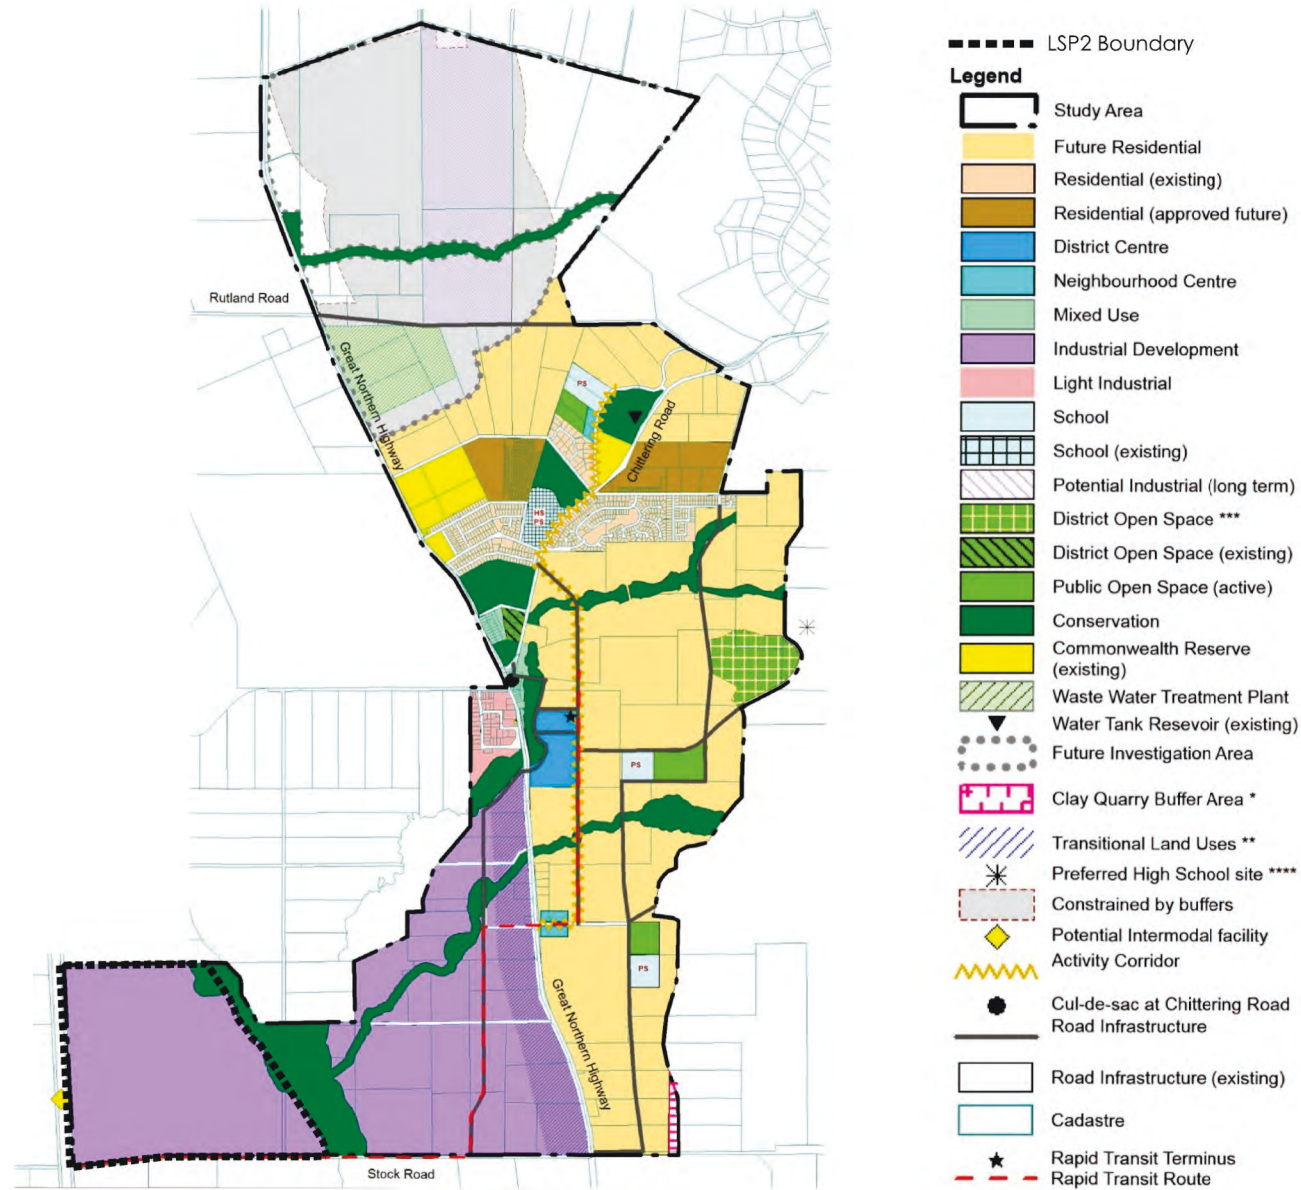 LSP2 Boundary
Legend
Study Area
Future Residential
Residential (existing)
Residential (approved future)
District Centre
Neighbourhood Centre
Mixed Use
Industrial Development
Light Industrial
School
School (existing)
Potential Industrial (long term)
District Open Space ***
District Open Space (existing)
Public Open Space (active)
Conservation
Commonwealth Reserve
(existing)
Waste Water Treatment Plant
Water Tank Resevoir (existing)
Future Investigation Area
Clay Quarry Buffer Area *
Transitional Land Uses **
Preferred High School site ****
Constrained by buffers
Potential Intermodal facility
Activity Corridor
Cul-de-sac at Chittering Road
Road Infrastructure
Road Infrastructure (existing)
Cadastre
Rapid Transit Terminus
Rapid Transit Route
Rutland Road
Great Northern Highway
PS
Chittering Road
HS
PS
PS
PS
Great Northern Highway
Stock Road